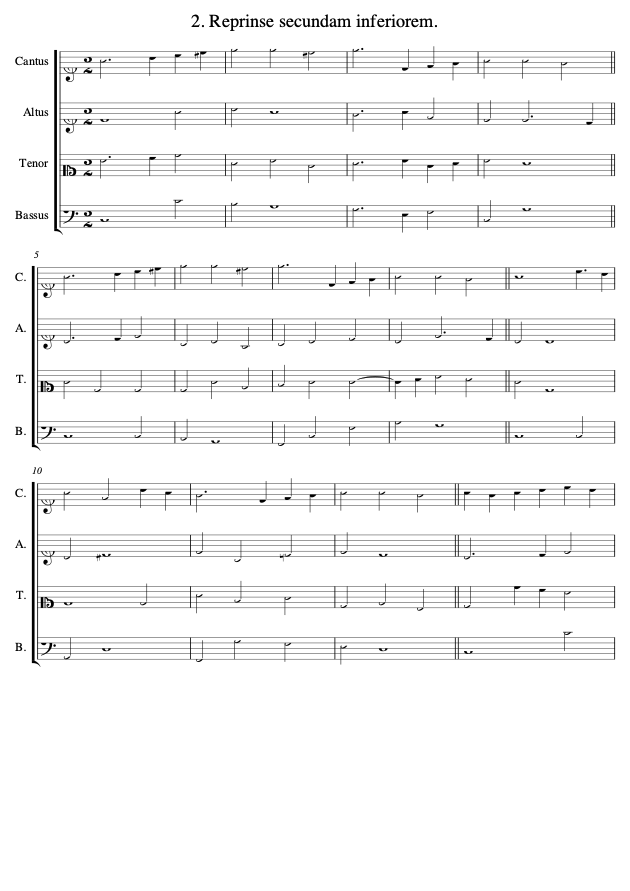 2. Reprinse secundam inferiorem.
Cantus
Altus
Tenor
Bassus
5
C.
A.
T.
B.
10
C.
A.
T.
B.